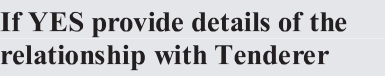 If YES provide details of the
relationship with Tenderer